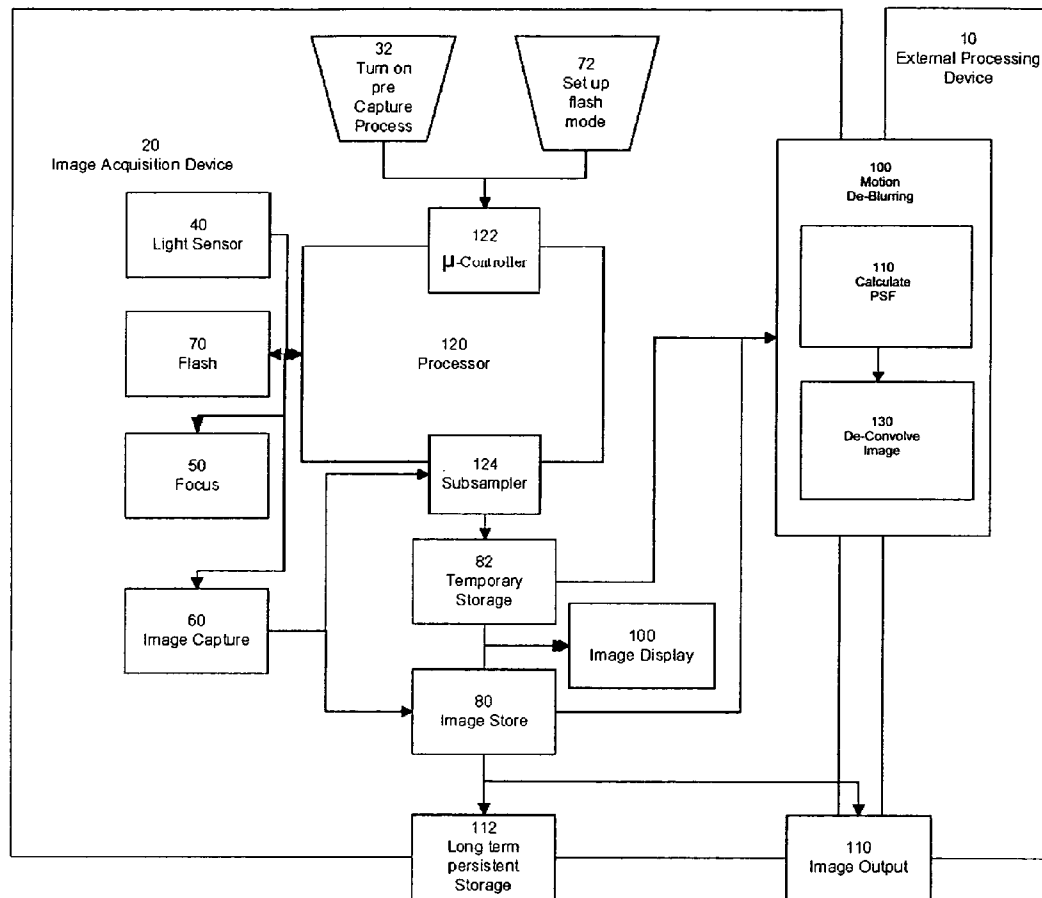 32
Turn on
pre
Capture
Process
72
Set up
flash
mode
10
External Processing
Device
20
Image Acquisition Device
40
Light Sensor
122
µ-Controller
100
Motion
De-Blurring
110
Calculate
PSF
70
Flash
120
Processor
130
De-Convolve
Image
50
Focus
124
Subsampler
82
Temporary
Storage
60
Image Capture
100
Image Display
80
Image Store
112
Long term
persistent
Storage
110
Image Output